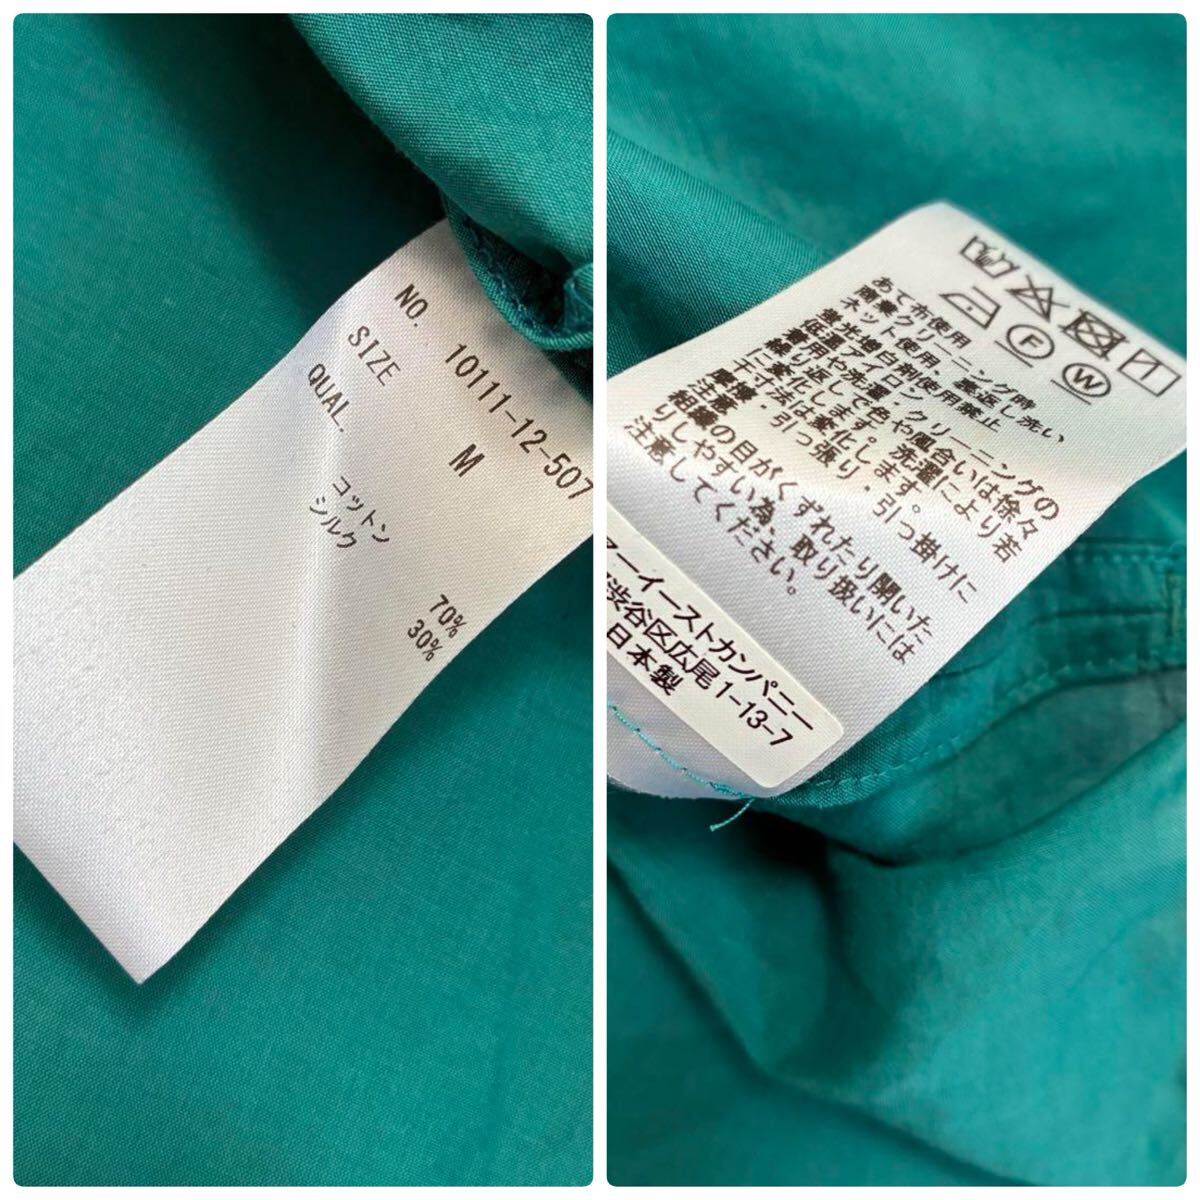 NO. 10111-12-507
SIZE M
QUAL.
コットン 70%
シルク 30%
F
W
あて布使用
商業クリーニング時
ネット使用・裏返し洗い
蛍光増白剤使用禁止
低温アイロン
着用や洗濯・クリーニングの
繰り返しで色や風合いは徐々
に変化します。洗濯により若
干寸法は変化します。
摩擦・引っ張り・引っ掛けに
注意
組織の目がくずれたり開いた
りしやすい為、取り扱いには
注意してください。
アーイーストカンパニー
渋谷区広尾1-13-7
日本製